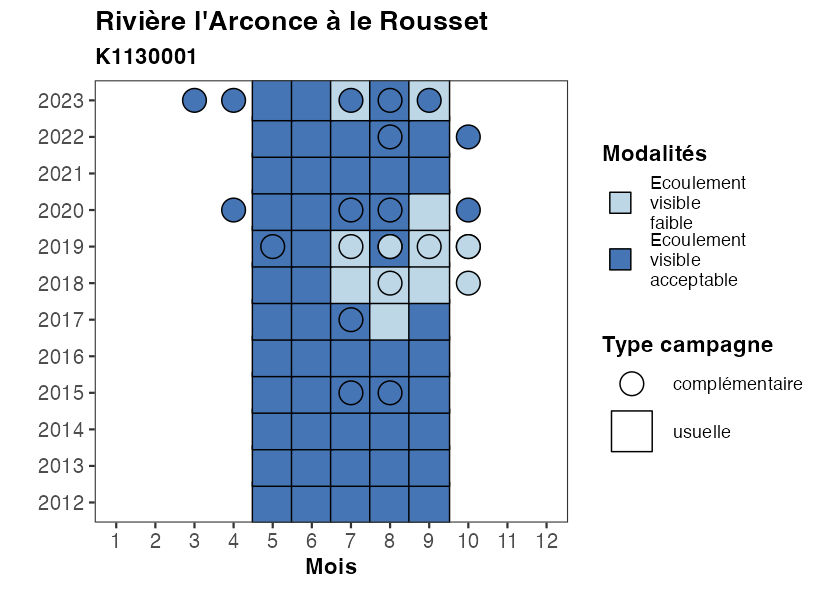 Rivière l'Arconce à le Rousset
K1130001
2023
2022
2021
2020
2019
2018
2017
2016
2015
2014
2013
2012
1 2 3 4 5 6 7 8 9 10 11 12
Mois
Modalités
Ecoulement
visible
faible
Ecoulement
visible
acceptable
Type campagne
complémentaire
usuelle